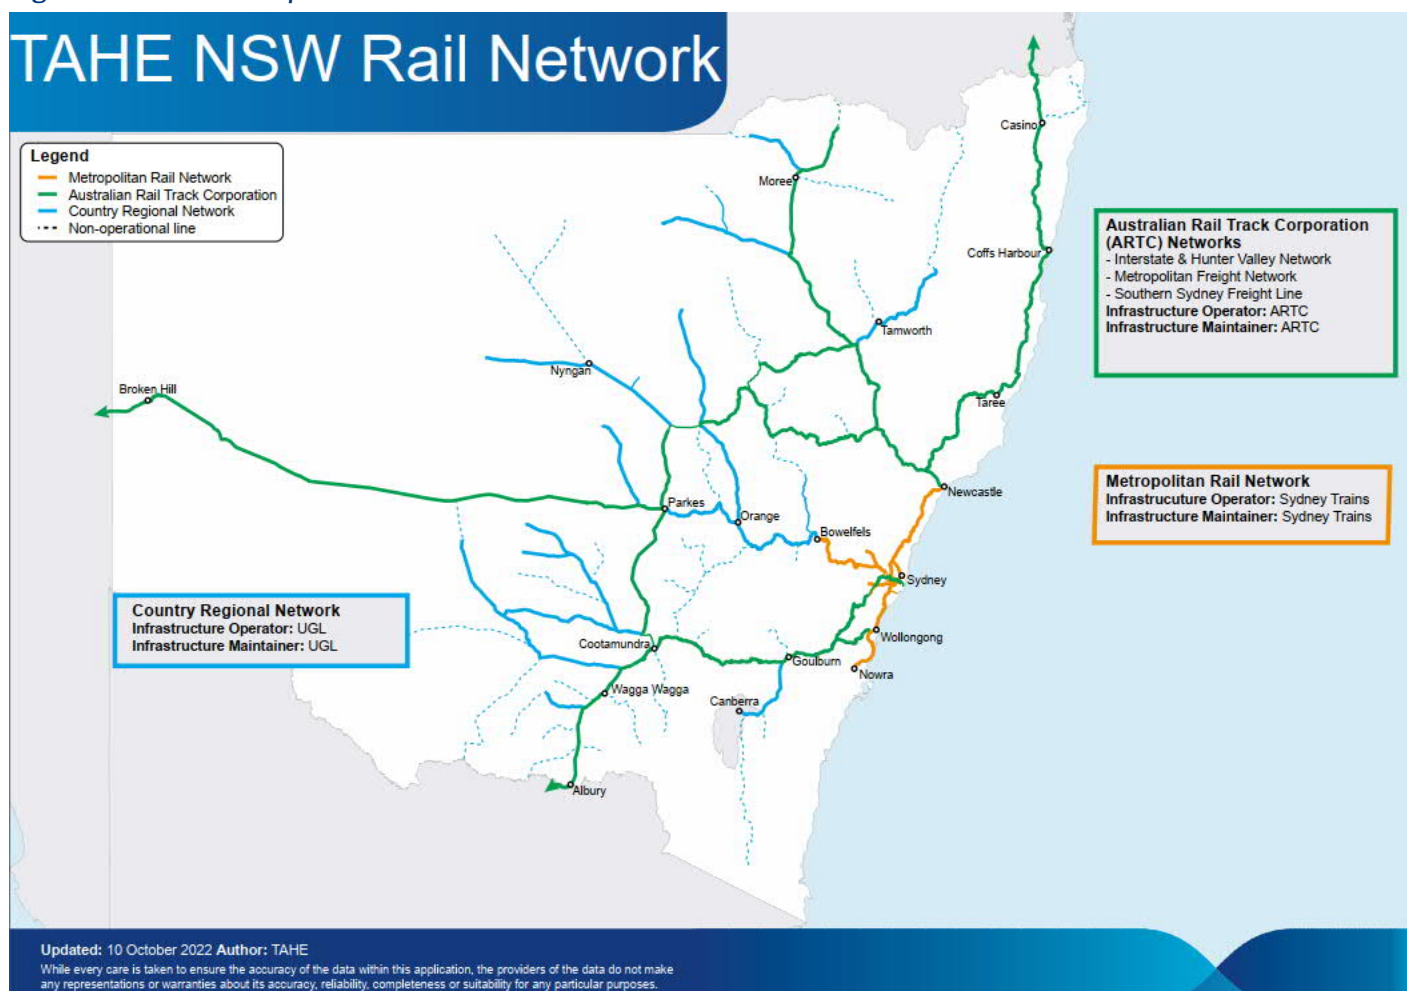 TAHE NSW Rail Network
Legend
Metropolitan Rail Network
Australian Rail Track Corporation
Country Regional Network
Non-operational line
Casino
Moree
Coffs Harbour
Tamworth
Nyngan
Broken Hill
Taree
Newcastle
Parkes
Orange
Bowelfels
Sydney
Wollongong
Cootamundra
Goulburn
Nowra
Wagga Wagga
Canberra
Albury
Australian Rail Track Corporation
(ARTC) Networks
- Interstate & Hunter Valley Network
- Metropolitan Freight Network
- Southern Sydney Freight Line
Infrastructure Operator: ARTC
Infrastructure Maintainer: ARTC
Metropolitan Rail Network
Infrastrucuture Operator: Sydney Trains
Infrastructure Maintainer: Sydney Trains
Country Regional Network
Infrastructure Operator: UGL
Infrastructure Maintainer: UGL
Updated: 10 October 2022 Author: TAHE
While every care is taken to ensure the accuracy of the data within this application, the providers of the data do not make
any representations or warranties about its accuracy, reliability, completeness or suitability for any particular purposes.